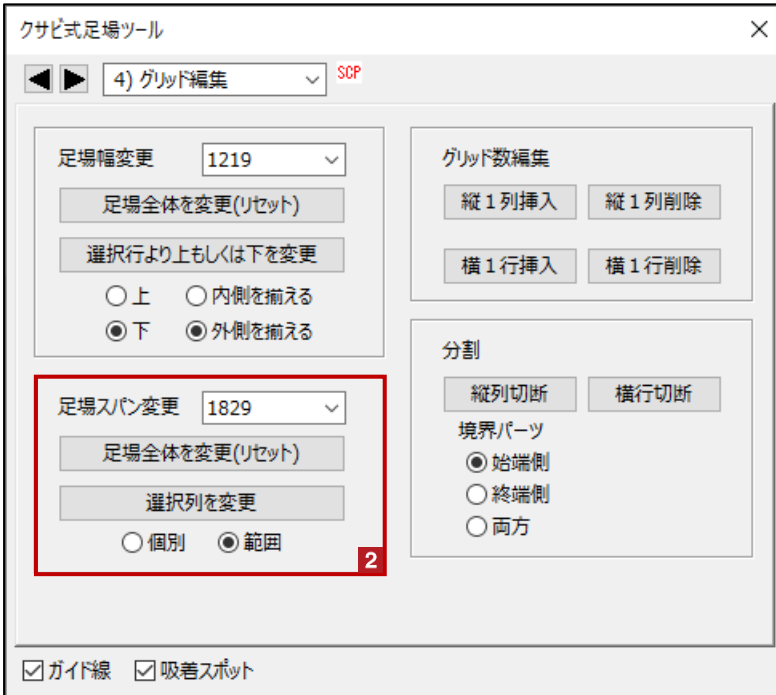 クサビ式足場ツール
4) グリッド編集
SCP
足場幅変更 1219
足場全体を変更(リセット)
選択行より上もしくは下を変更
上 内側を揃える
下 外側を揃える
足場スパン変更 1829
足場全体を変更(リセット)
選択列を変更
個別 範囲
2
グリッド数編集
縦1列挿入 縦1列削除
横1行挿入 横1行削除
分割
縦列切断 横行切断
境界パーツ
始端側
終端側
両方
ガイド線 吸着スポット